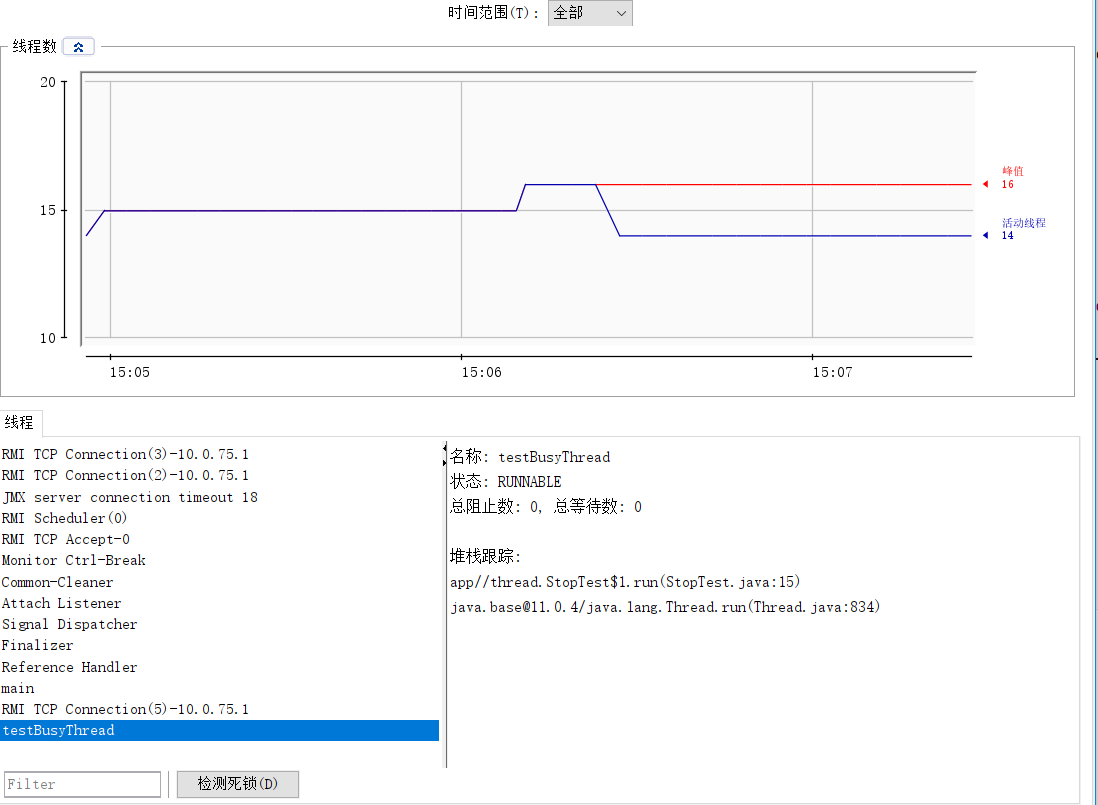 时间范围(T): 全部
线程数
20
15
10
峰值
16
活动线程
14
15:05 15:06 15:07
线程
RMI TCP Connection(3)-10.0.75.1
RMI TCP Connection(2)-10.0.75.1
JMX server connection timeout 18
RMI Scheduler(0)
RMI TCP Accept-0
Monitor Ctrl-Break
Common-Cleaner
Attach Listener
Signal Dispatcher
Finalizer
Reference Handler
main
RMI TCP Connection(5)-10.0.75.1
testBusyThread
名称: testBusyThread
状态: RUNNABLE
总阻止数: 0, 总等待数: 0
堆栈跟踪:
app//thread.StopTest$1.run(StopTest.java:15)
java.base@11.0.4/java.lang.Thread.run(Thread.java:834)
Filter
检测死锁(D)